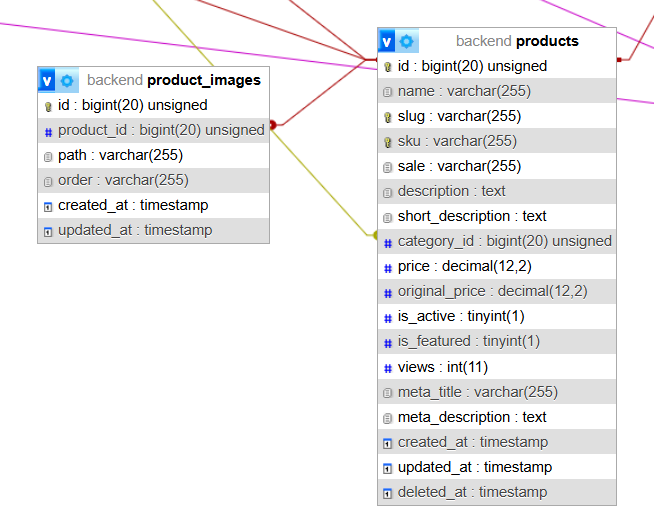 v backend product_images
id : bigint(20) unsigned
# product_id : bigint(20) unsigned
path : varchar(255)
order : varchar(255)
created_at : timestamp
updated_at : timestamp
v backend products
id : bigint(20) unsigned
name : varchar(255)
slug : varchar(255)
sku : varchar(255)
sale : varchar(255)
description : text
short_description : text
# category_id : bigint(20) unsigned
# price : decimal(12,2)
# original_price : decimal(12,2)
# is_active : tinyint(1)
# is_featured : tinyint(1)
# views : int(11)
meta_title : varchar(255)
meta_description : text
created_at : timestamp
updated_at : timestamp
deleted_at : timestamp